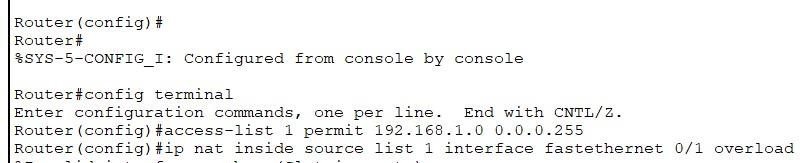 Router(config)#
Router#
%SYS-5-CONFIG_I: Configured from console by console
Router#config terminal
Enter configuration commands, one per line.  End with CNTL/Z.
Router(config)#access-list 1 permit 192.168.1.0 0.0.0.255
Router(config)#ip nat inside source list 1 interface fastethernet 0/1 overload